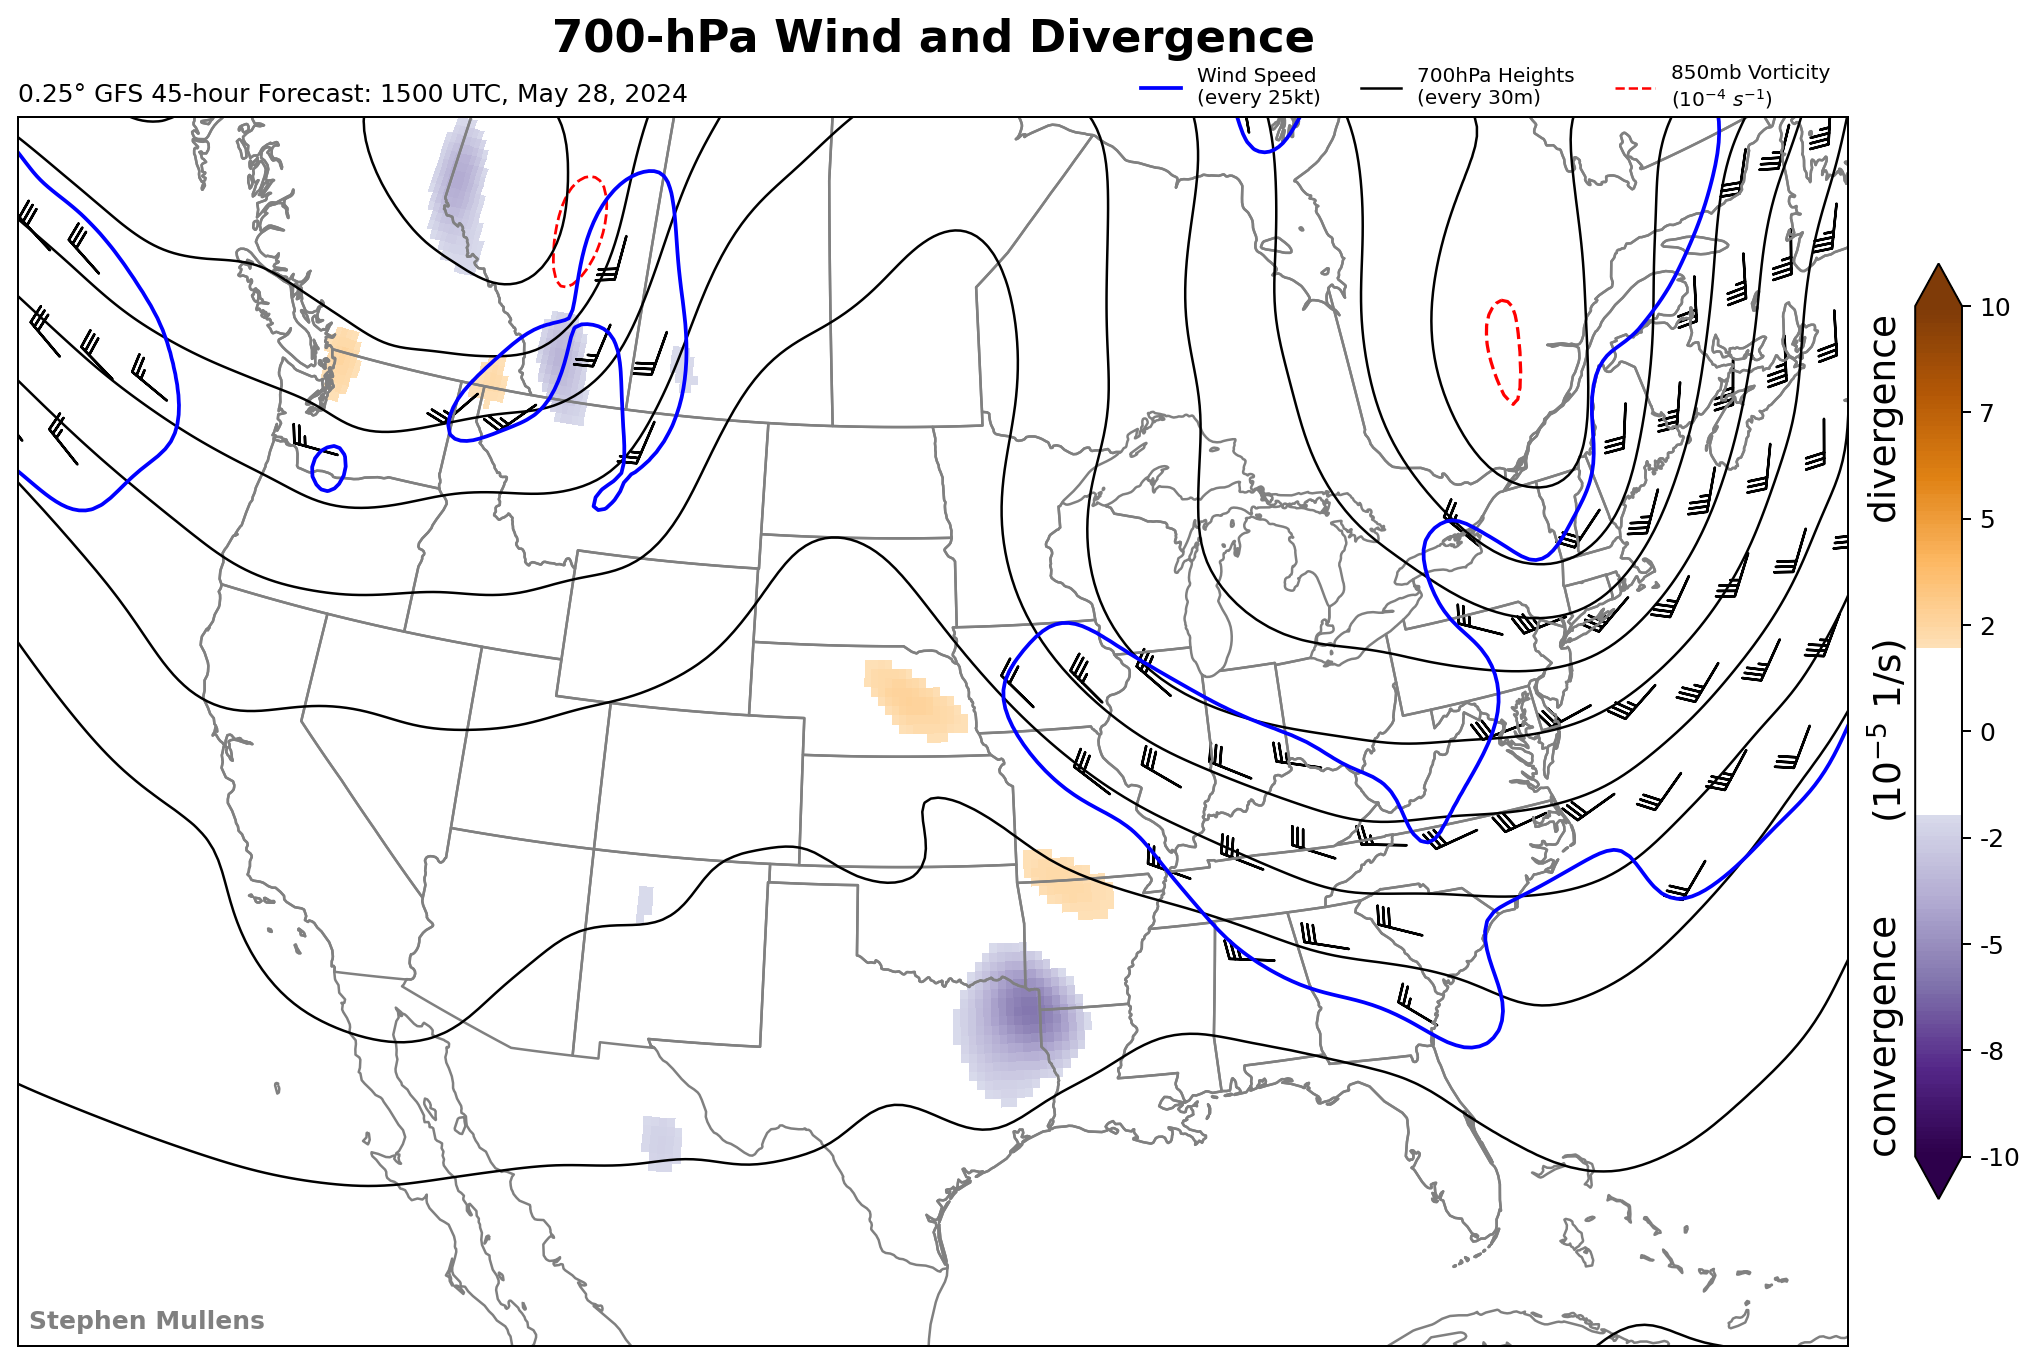 700-hPa Wind and Divergence
0.25° GFS 45-hour Forecast: 1500 UTC, May 28, 2024
Wind Speed
(every 25kt)
700hPa Heights
(every 30m)
850mb Vorticity
(10⁻⁴ s⁻¹)
10
7
5
2
0
-2
-5
-8
-10
convergence (10⁻⁵ 1/s) divergence
Stephen Mullens